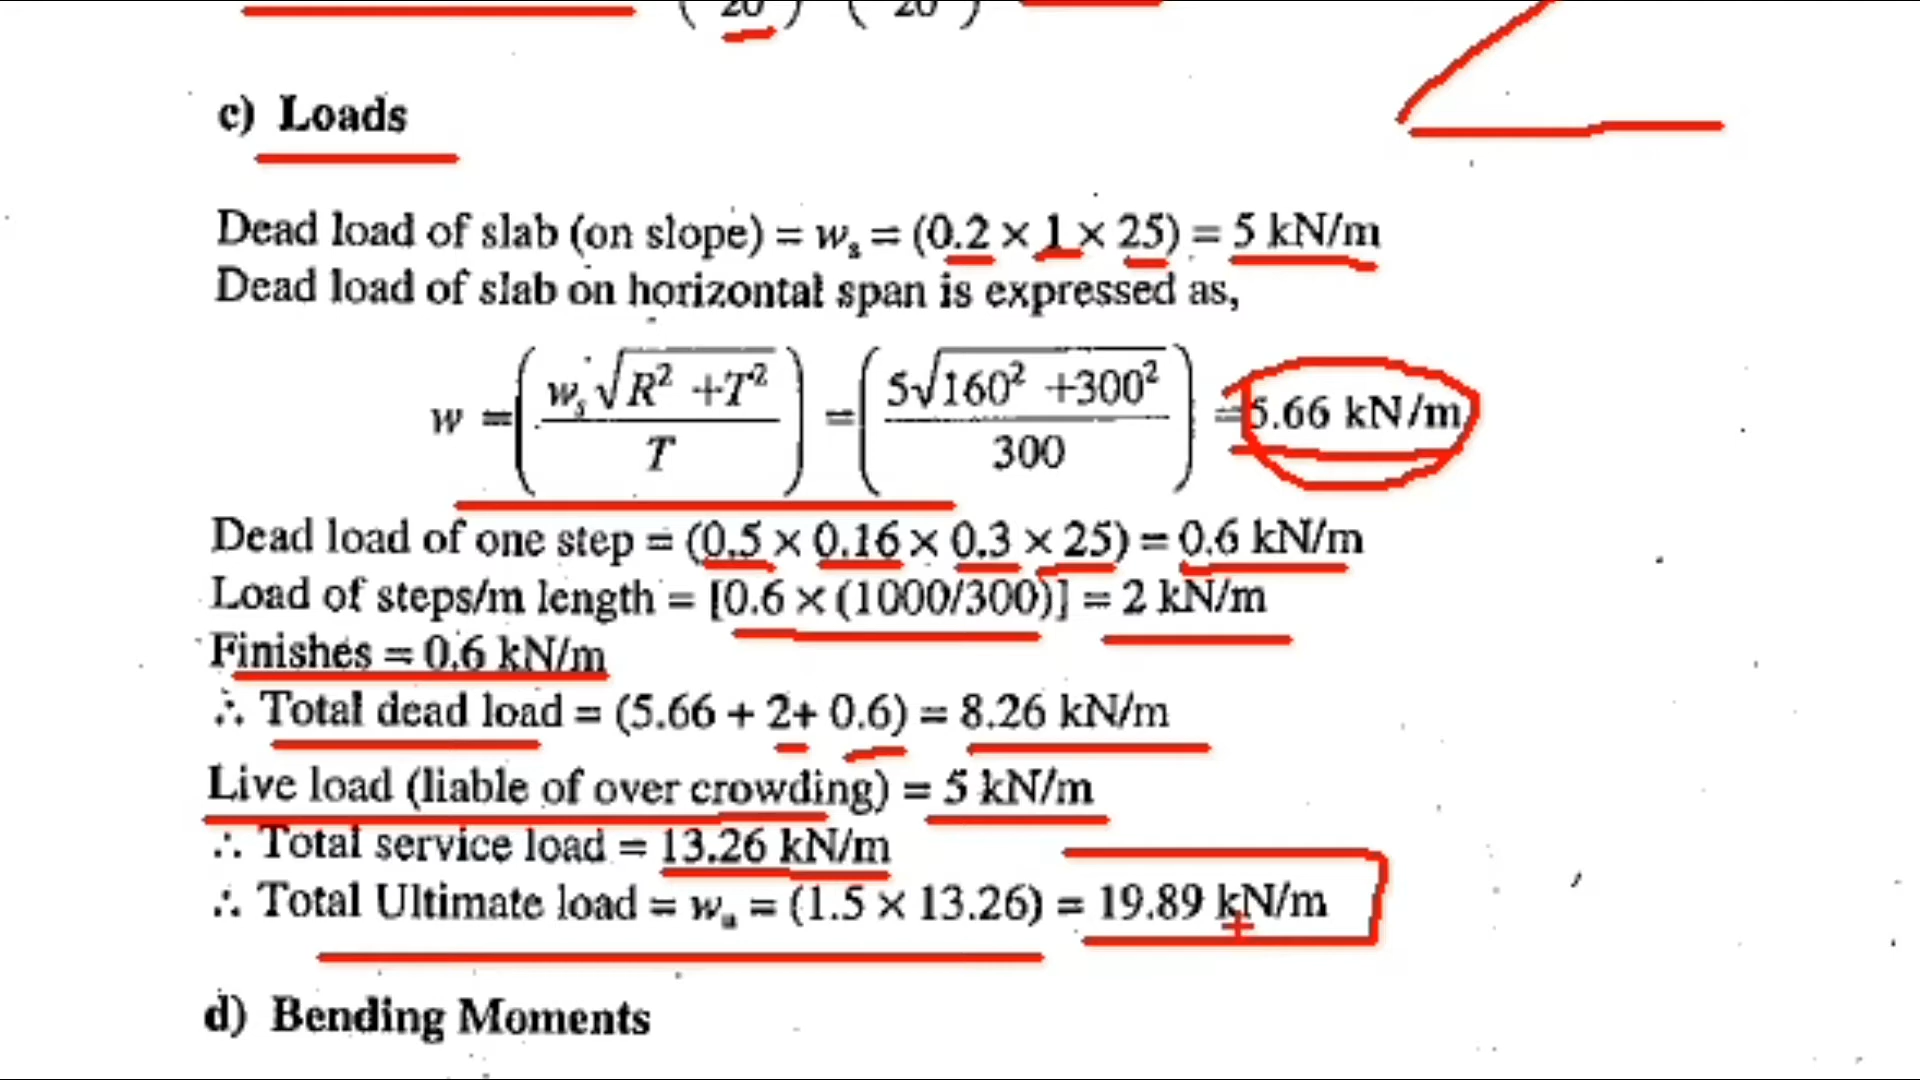 ( 20 ) ( 20 )
c) Loads
Dead load of slab (on slope) = wₛ = (0.2 × 1 × 25) = 5 kN/m
Dead load of slab on horizontal span is expressed as,
w = ( wₛ √(R² + T²) / T ) = ( 5√(160² + 300²) / 300 ) = 5.66 kN/m
Dead load of one step = (0.5 × 0.16 × 0.3 × 25) = 0.6 kN/m
Load of steps/m length = [0.6 × (1000/300)] = 2 kN/m
Finishes = 0.6 kN/m
∴ Total dead load = (5.66 + 2+ 0.6) = 8.26 kN/m
Live load (liable of over crowding) = 5 kN/m
∴ Total service load = 13.26 kN/m
∴ Total Ultimate load = wᵤ = (1.5 × 13.26) = 19.89 kN/m
d) Bending Moments